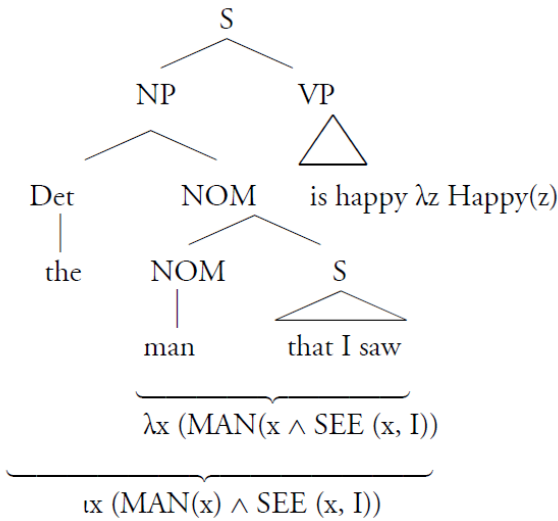 S
NP VP
Det NOM is happy λz Happy(z)
the NOM S
man that I saw
λx (MAN(x ∧ SEE (x, I))
ιx (MAN(x) ∧ SEE (x, I))